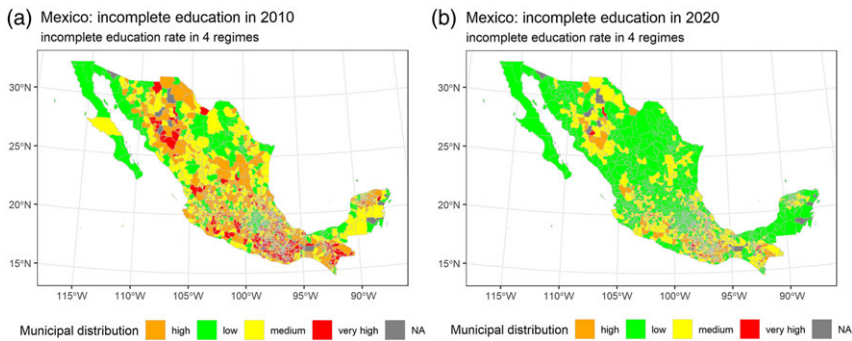 (a) Mexico: incomplete education in 2010
incomplete education rate in 4 regimes
30°N
25°N
20°N
15°N
115°W 110°W 105°W 100°W 95°W 90°W
Municipal distribution high low medium very high NA
(b) Mexico: incomplete education in 2020
incomplete education rate in 4 regimes
30°N
25°N
20°N
15°N
115°W 110°W 105°W 100°W 95°W 90°W
Municipal distribution high low medium very high NA